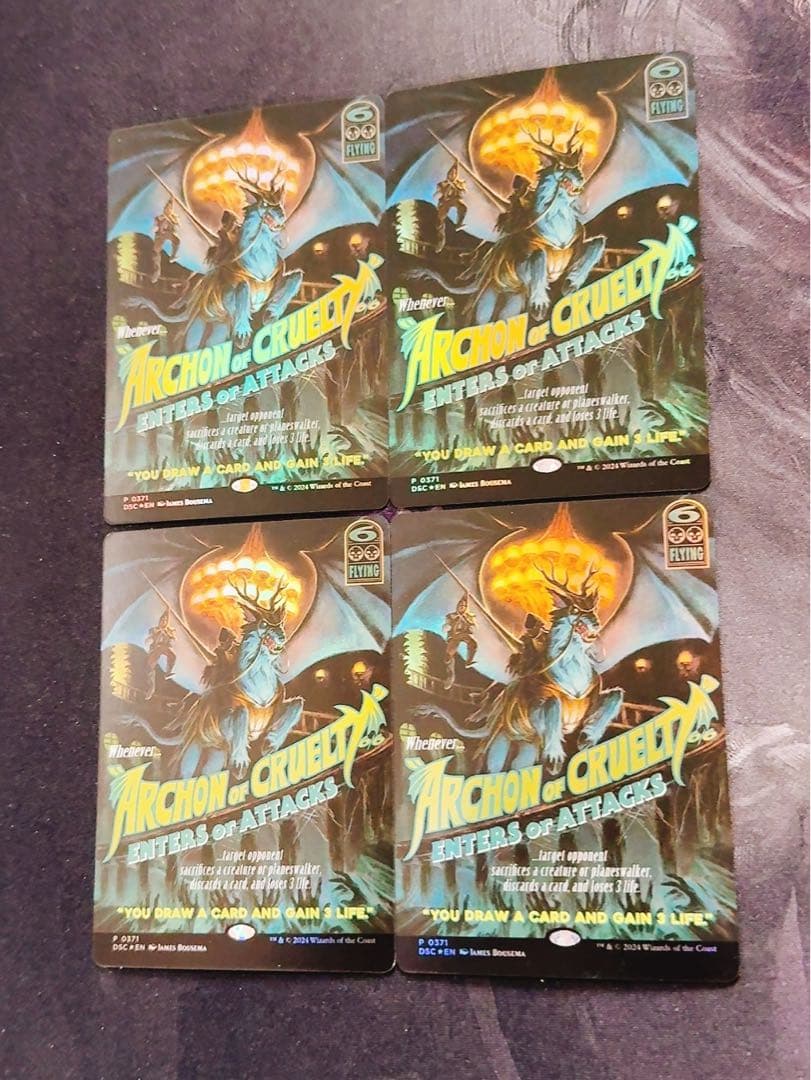 6
FLYING
Whenever...
ARCHON OF CRUELTY
ENTERS or ATTACKS
...target opponent
sacrifices a creature or planeswalker,
discards a card, and loses 3 life.
"YOU DRAW A CARD AND GAIN 3 LIFE."
P 0371
DSC★EN James Bousema
™ & © 2024 Wizards of the Coast
6
FLYING
Whenever...
ARCHON OF CRUELTY
ENTERS or ATTACKS
...target opponent
sacrifices a creature or planeswalker,
discards a card, and loses 3 life.
"YOU DRAW A CARD AND GAIN 3 LIFE."
P 0371
DSC★EN James Bousema
™ & © 2024 Wizards of the Coast
6
FLYING
Whenever...
ARCHON OF CRUELTY
ENTERS or ATTACKS
...target opponent
sacrifices a creature or planeswalker,
discards a card, and loses 3 life.
"YOU DRAW A CARD AND GAIN 3 LIFE."
P 0371
DSC★EN James Bousema
™ & © 2024 Wizards of the Coast
6
FLYING
Whenever...
ARCHON OF CRUELTY
ENTERS or ATTACKS
...target opponent
sacrifices a creature or planeswalker,
discards a card, and loses 3 life.
"YOU DRAW A CARD AND GAIN 3 LIFE."
P 0371
DSC★EN James Bousema
™ & © 2024 Wizards of the Coast